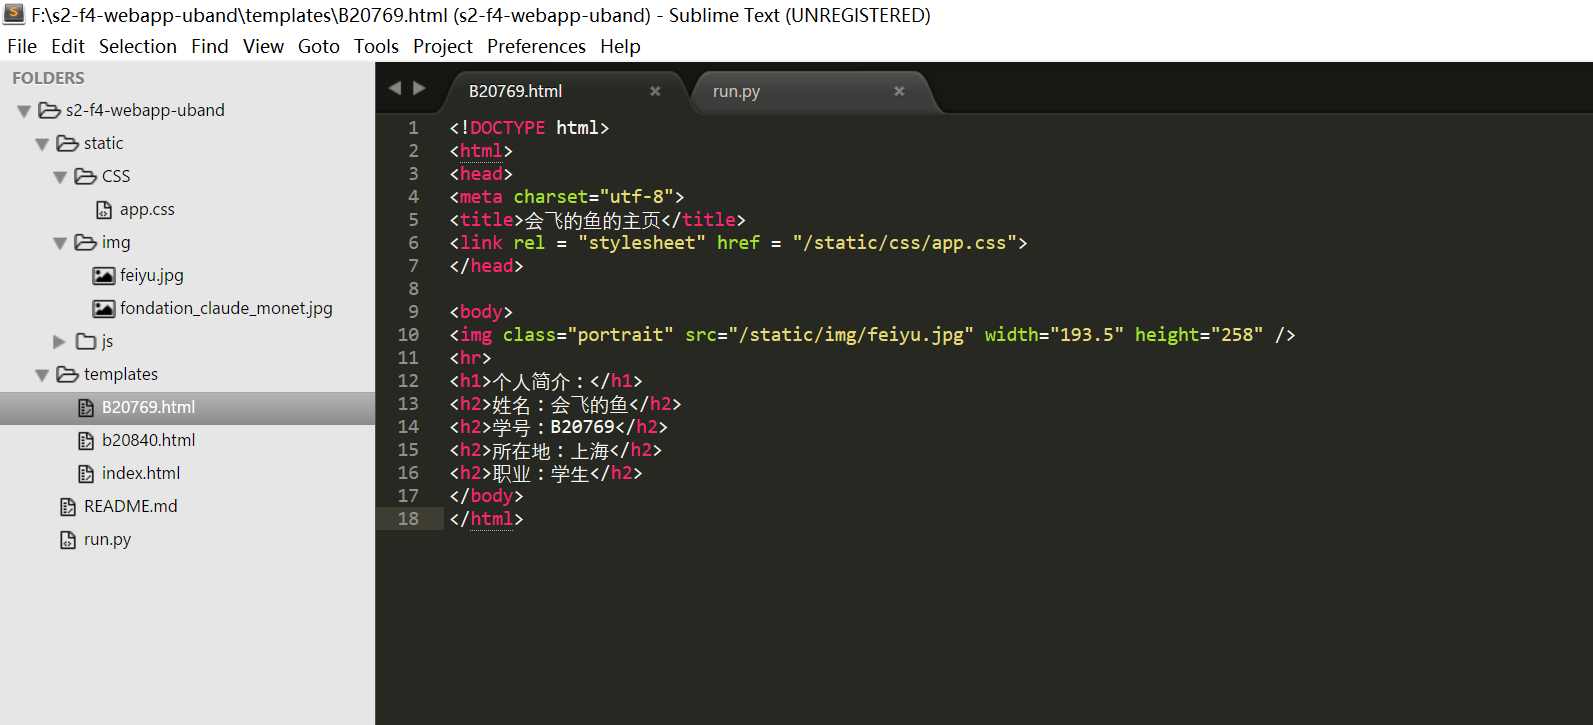 F:\s2-f4-webapp-uband\templates\B20769.html (s2-f4-webapp-uband) - Sublime Text (UNREGISTERED)
File Edit Selection Find View Goto Tools Project Preferences Help
FOLDERS
s2-f4-webapp-uband
static
CSS
app.css
img
feiyu.jpg
fondation_claude_monet.jpg
js
templates
B20769.html
b20840.html
index.html
README.md
run.py
B20769.html × run.py ×
1 <!DOCTYPE html>
2 <html>
3 <head>
4 <meta charset="utf-8">
5 <title>会飞的鱼的主页</title>
6 <link rel = "stylesheet" href = "/static/css/app.css">
7 </head>
8
9 <body>
10 <img class="portrait" src="/static/img/feiyu.jpg" width="193.5" height="258" />
11 <hr>
12 <h1>个人简介：</h1>
13 <h2>姓名：会飞的鱼</h2>
14 <h2>学号：B20769</h2>
15 <h2>所在地：上海</h2>
16 <h2>职业：学生</h2>
17 </body>
18 </html>